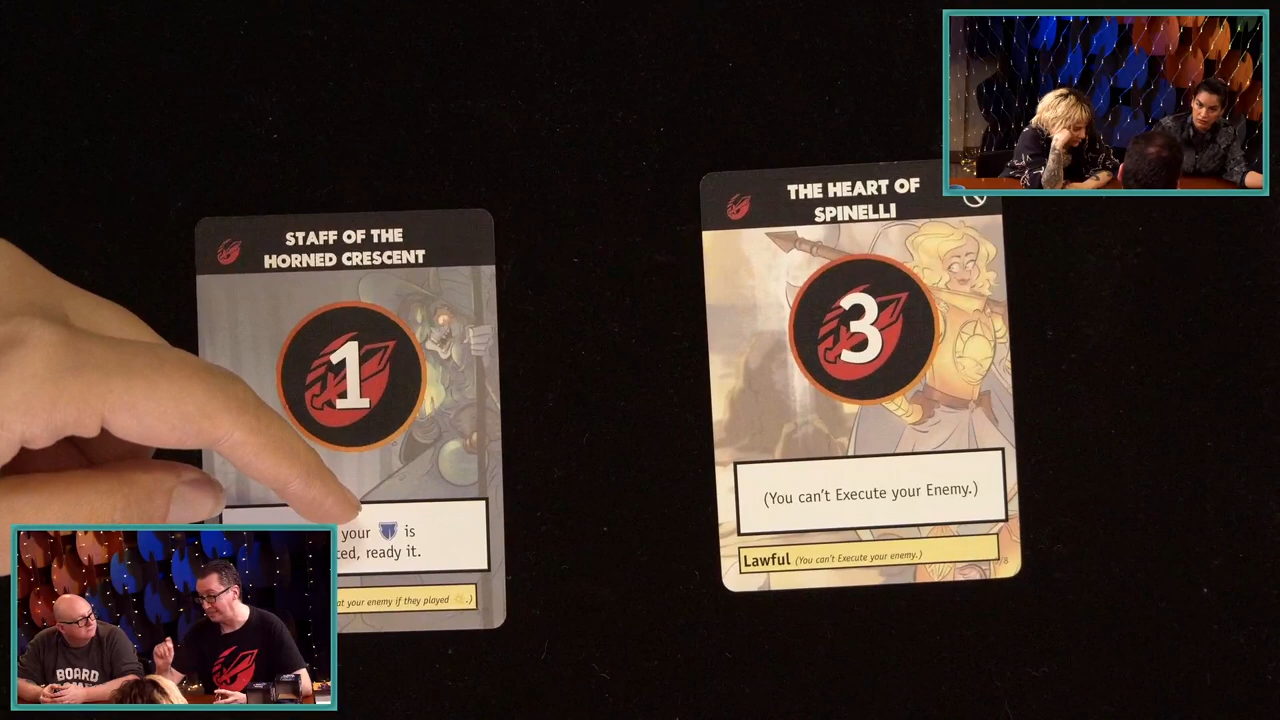 STAFF OF THE
HORNED CRESCENT
1
your is
ted, ready it.
at your enemy if they played .)
THE HEART OF
SPINELLI
3
(You can't Execute your Enemy.)
Lawful (You can't Execute your enemy.)
BOARD